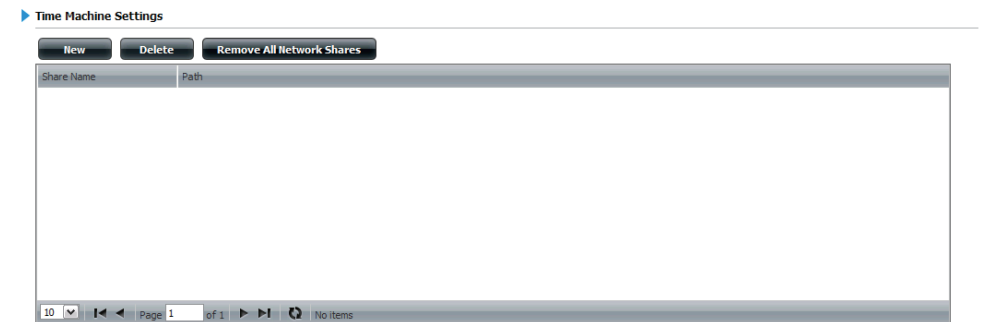 Time Machine Settings
New Delete Remove All Network Shares
Share Name Path
10 Page 1 of 1 No items